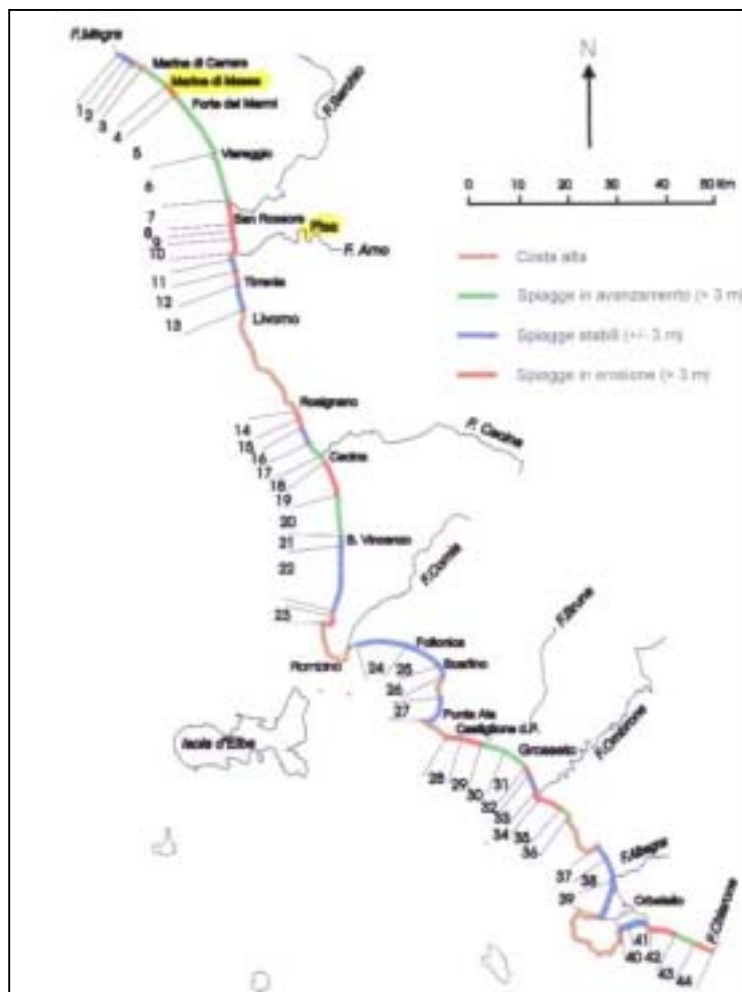 F. Magra
Marina di Carrara
Marina di Massa
Forte dei Marmi
F. Serchio
N
1
2
3
4
5
Viareggio
6
7
8
9
10
San Rossore
Pisa
F. Arno
0 10 20 30 40 50 Km
Costa alta
Spiagge in avanzamento (> 3 m)
Spiagge stabili (+/- 3 m)
Spiagge in erosione (> 3 m)
11
12
13
Tirrenia
Livorno
Rosignano
14
15
16
17
18
F. Cecina
Cecina
19
20
21
22
S. Vincenzo
23
F. Cornia
24
25
Follonica
26
27
F. Bruna
Punta Ala
Castiglione d.P.
Isola d'Elba
Grosseto
F. Ombrone
28
29
30
31
32
33
34
35
36
37
38
F. Albegna
39
Orbetello
40
41
42
43
44
F. Chiarone